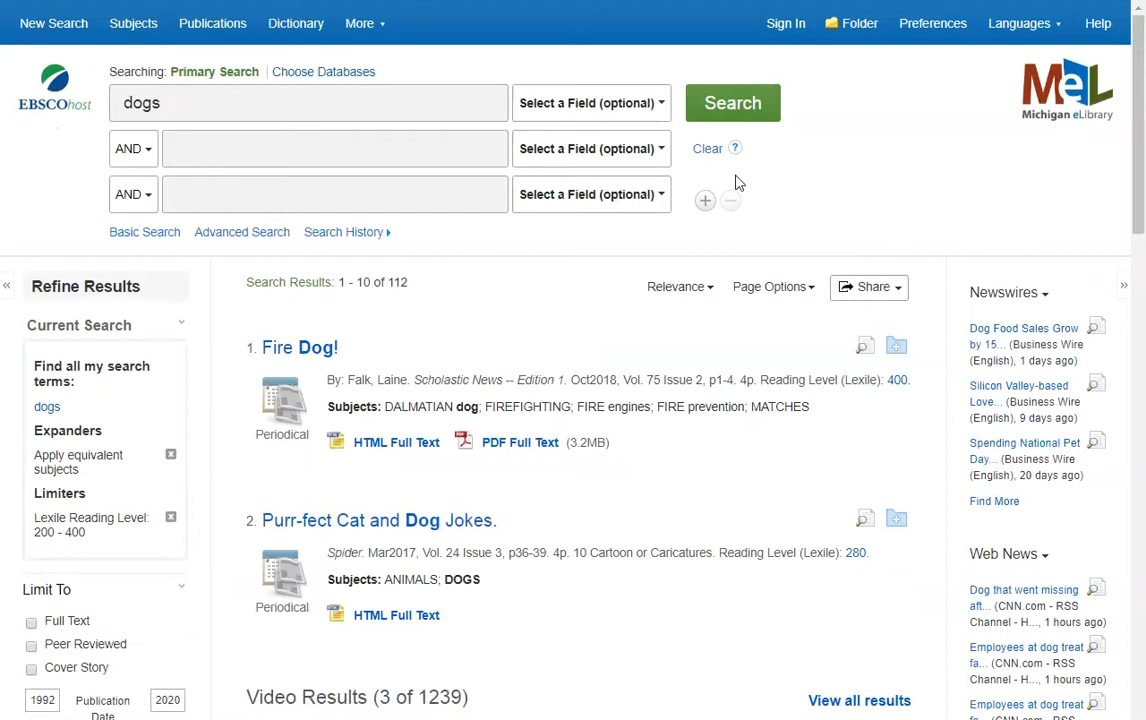 New Search Subjects Publications Dictionary More Sign In Folder Preferences Languages Help
Searching: Primary Search Choose Databases
EBSCOhost
dogs Select a Field (optional) Search
MeL
Michigan eLibrary
AND Select a Field (optional) Clear ?
AND Select a Field (optional)
Basic Search Advanced Search Search History
Refine Results
Current Search
Find all my search
terms:
dogs
Expanders
Apply equivalent
subjects
Limiters
Lexile Reading Level:
200 - 400
Limit To
Full Text
Peer Reviewed
Cover Story
1992 Publication Date 2020
Search Results: 1 - 10 of 112 Relevance Page Options Share
1. Fire Dog!
By: Falk, Laine. Scholastic News -- Edition 1. Oct2018, Vol. 75 Issue 2, p1-4. 4p. Reading Level (Lexile): 400.
Subjects: DALMATIAN dog; FIREFIGHTING; FIRE engines; FIRE prevention; MATCHES
Periodical
HTML Full Text PDF Full Text (3.2MB)
2. Purr-fect Cat and Dog Jokes.
Spider. Mar2017, Vol. 24 Issue 3, p36-39. 4p. 10 Cartoon or Caricatures. Reading Level (Lexile): 280.
Subjects: ANIMALS; DOGS
Periodical
HTML Full Text
Video Results (3 of 1239) View all results
Newswires
Dog Food Sales Grow
by 15... (Business Wire
(English), 1 days ago)
Silicon Valley-based
Love... (Business Wire
(English), 9 days ago)
Spending National Pet
Day... (Business Wire
(English), 20 days ago)
Find More
Web News
Dog that went missing
aft... (CNN.com - RSS
Channel - H..., 1 hours ago)
Employees at dog treat
fa... (CNN.com - RSS
Channel - H..., 1 hours ago)
Employees at dog treat